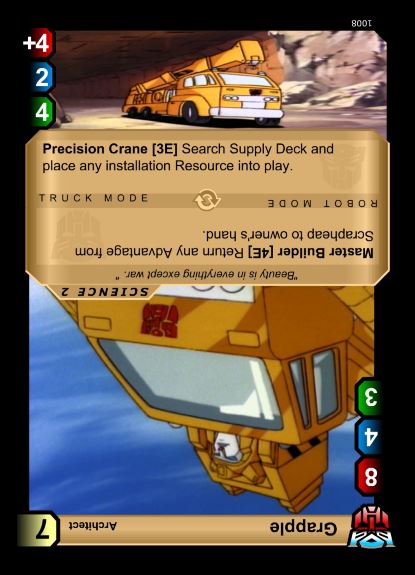 +4
2
4
Precision Crane [3E] Search Supply Deck and
place any installation Resource into play.
TRUCK MODE
Grapple
Architect
7
8
4
3
SCIENCE 2
"Beauty is in everything except war. "
Master Builder [4E] Return any Advantage from
Scrapheap to owner's hand.
ROBOT MODE
1008